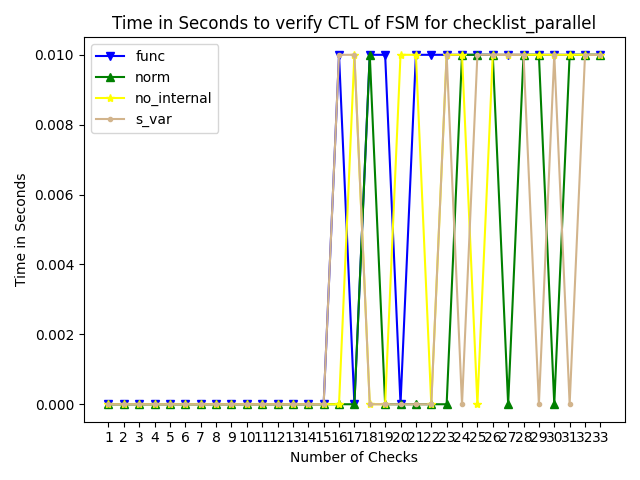 Time in Seconds to verify CTL of FSM for checklist_parallel
func
norm
no_internal
s_var
Time in Seconds
0.010
0.008
0.006
0.004
0.002
0.000
1 2 3 4 5 6 7 8 9 10 11 12 13 14 15 16 17 18 19 20 21 22 23 24 25 26 27 28 29 30 31 32 33
Number of Checks